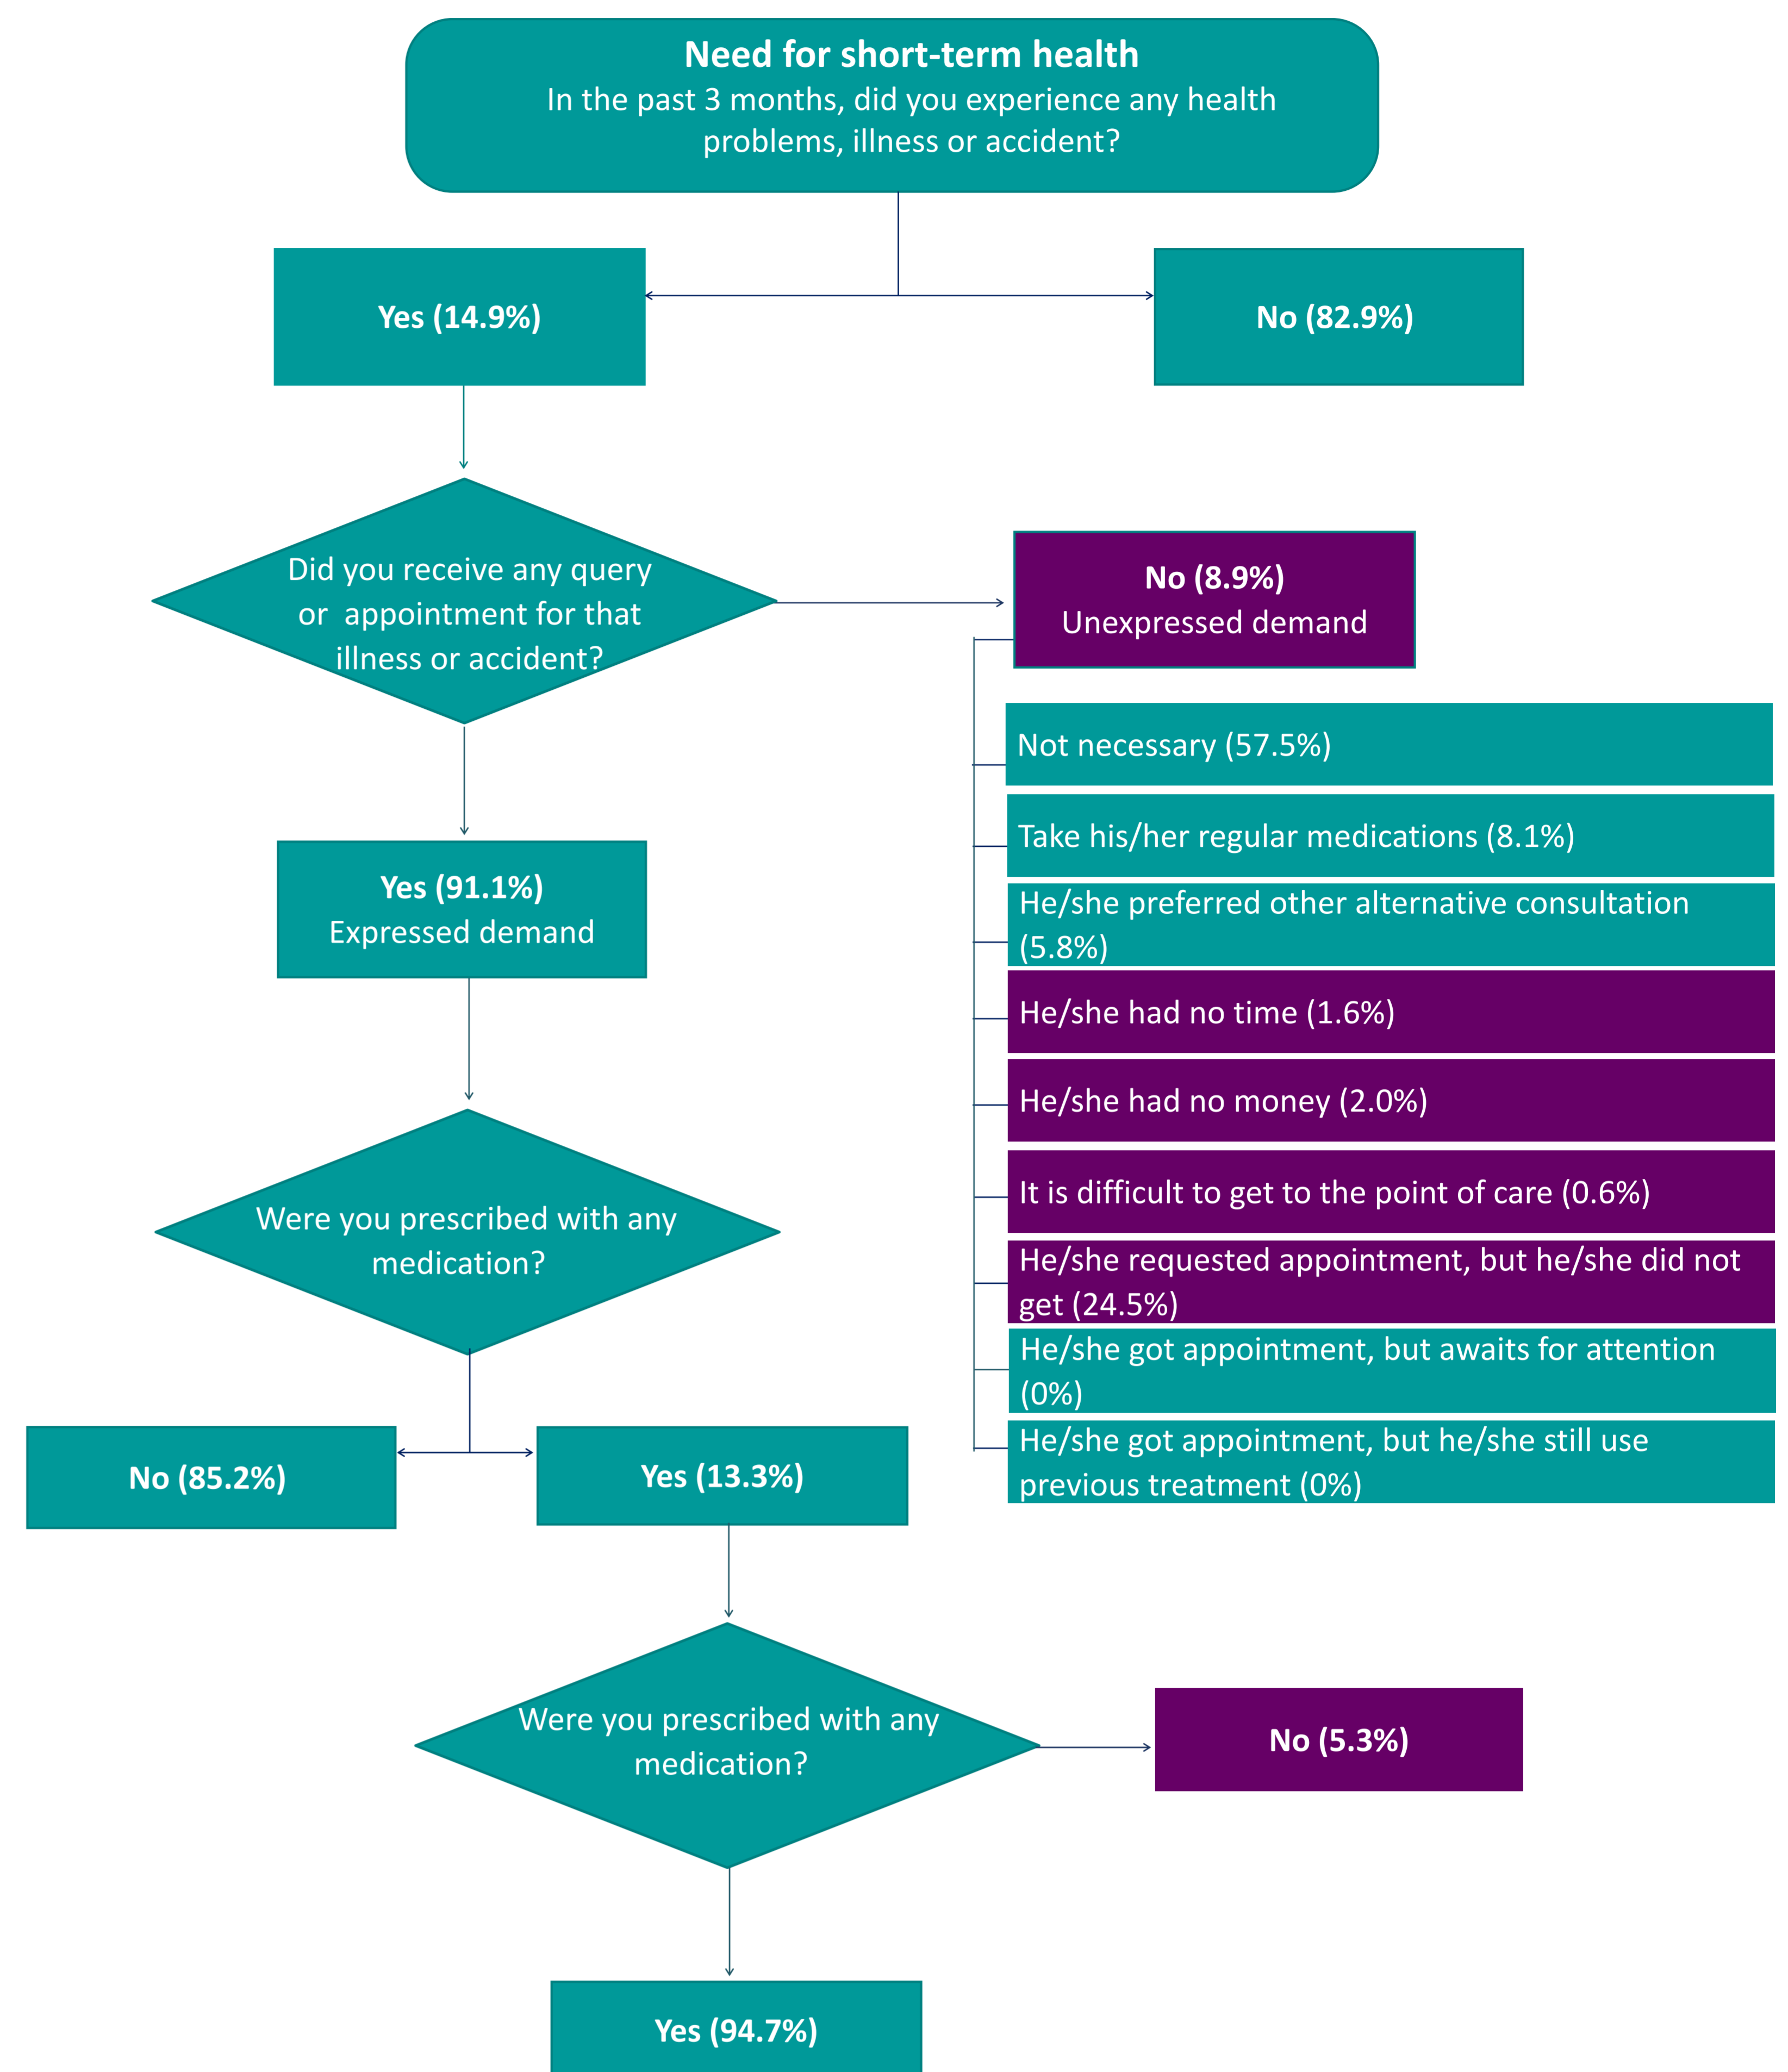 Need for short-term health
In the past 3 months, did you experience any health
problems, illness or accident?
Yes (14.9%)
No (82.9%)
Did you receive any query
or appointment for that
illness or accident?
No (8.9%)
Unexpressed demand
Not necessary (57.5%)
Take his/her regular medications (8.1%)
He/she preferred other alternative consultation
(5.8%)
He/she had no time (1.6%)
He/she had no money (2.0%)
It is difficult to get to the point of care (0.6%)
He/she requested appointment, but he/she did not
get (24.5%)
He/she got appointment, but awaits for attention
(0%)
He/she got appointment, but he/she still use
previous treatment (0%)
Yes (91.1%)
Expressed demand
Were you prescribed with any
medication?
No (85.2%)
Yes (13.3%)
Were you prescribed with any
medication?
No (5.3%)
Yes (94.7%)